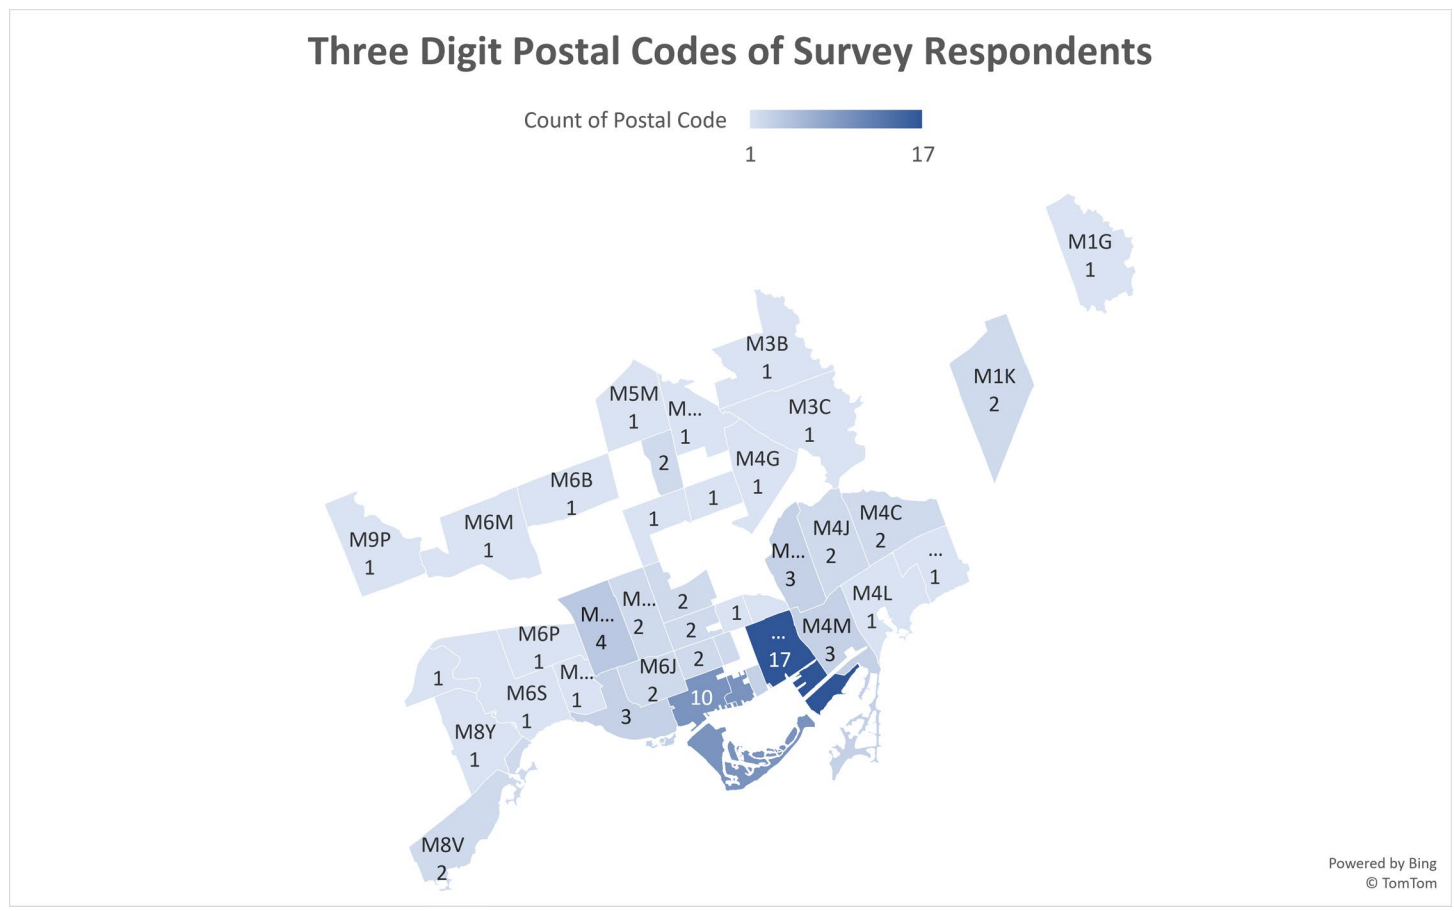 Three Digit Postal Codes of Survey Respondents
Count of Postal Code
1
17
M1G
1
M3B
1
M1K
2
M5M
1
M...
1
M3C
1
2
M4G
1
M6B
1
1
1
M6M
1
M9P
1
M4C
2
M4J
2
M...
3
...
1
M4L
1
M...
4
M...
2
2
2
1
M4M
3
...
17
M6P
1
M6J
2
2
1
M...
1
M6S
1
10
3
M8Y
1
M8V
2
Powered by Bing
© TomTom